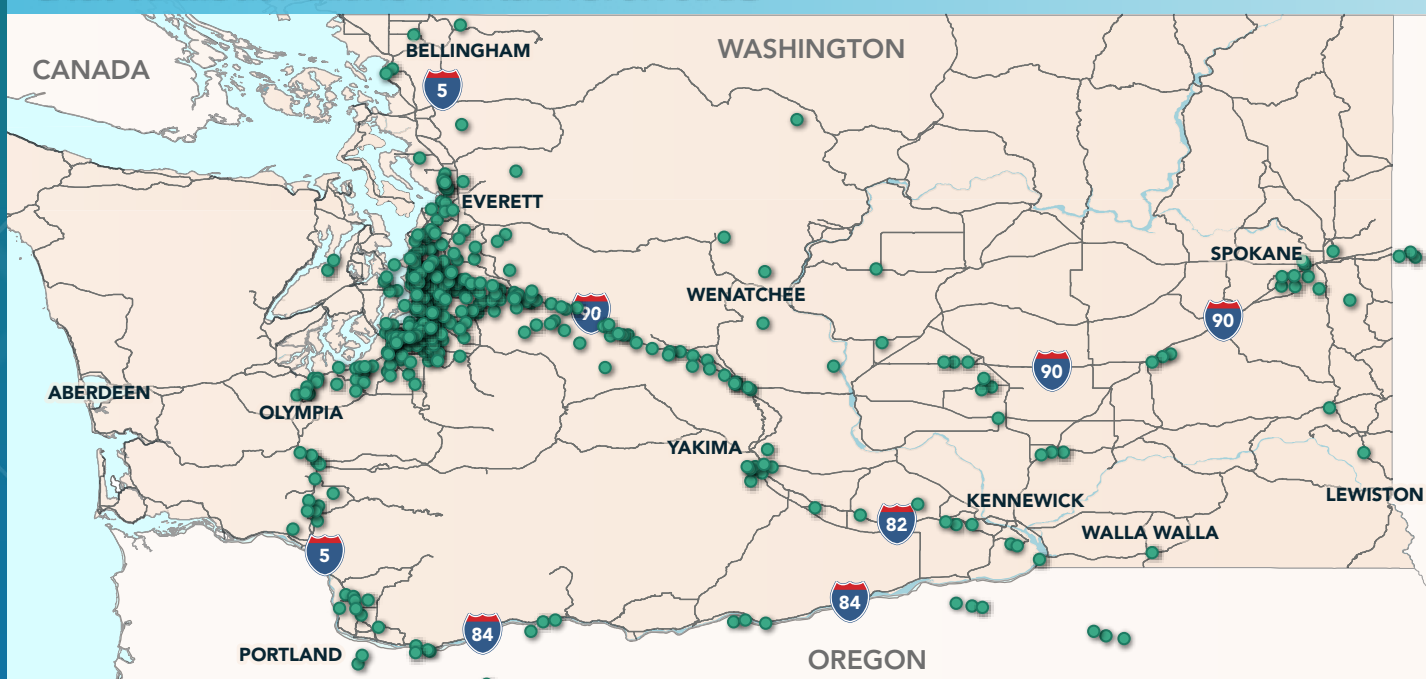 WASHINGTON
BELLINGHAM
CANADA
5
EVERETT
SPOKANE
WENATCHEE
90
90
90
ABERDEEN
OLYMPIA
YAKIMA
LEWISTON
KENNEWICK
82
WALLA WALLA
5
84
84
PORTLAND
OREGON